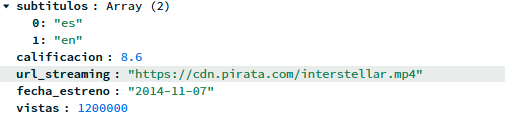 subtitulos: Array (2)
0: "es"
1: "en"
calificacion: 8.6
url_streaming: "https://cdn.pirata.com/interstellar.mp4"
fecha_estreno: "2014-11-07"
vistas: 1200000